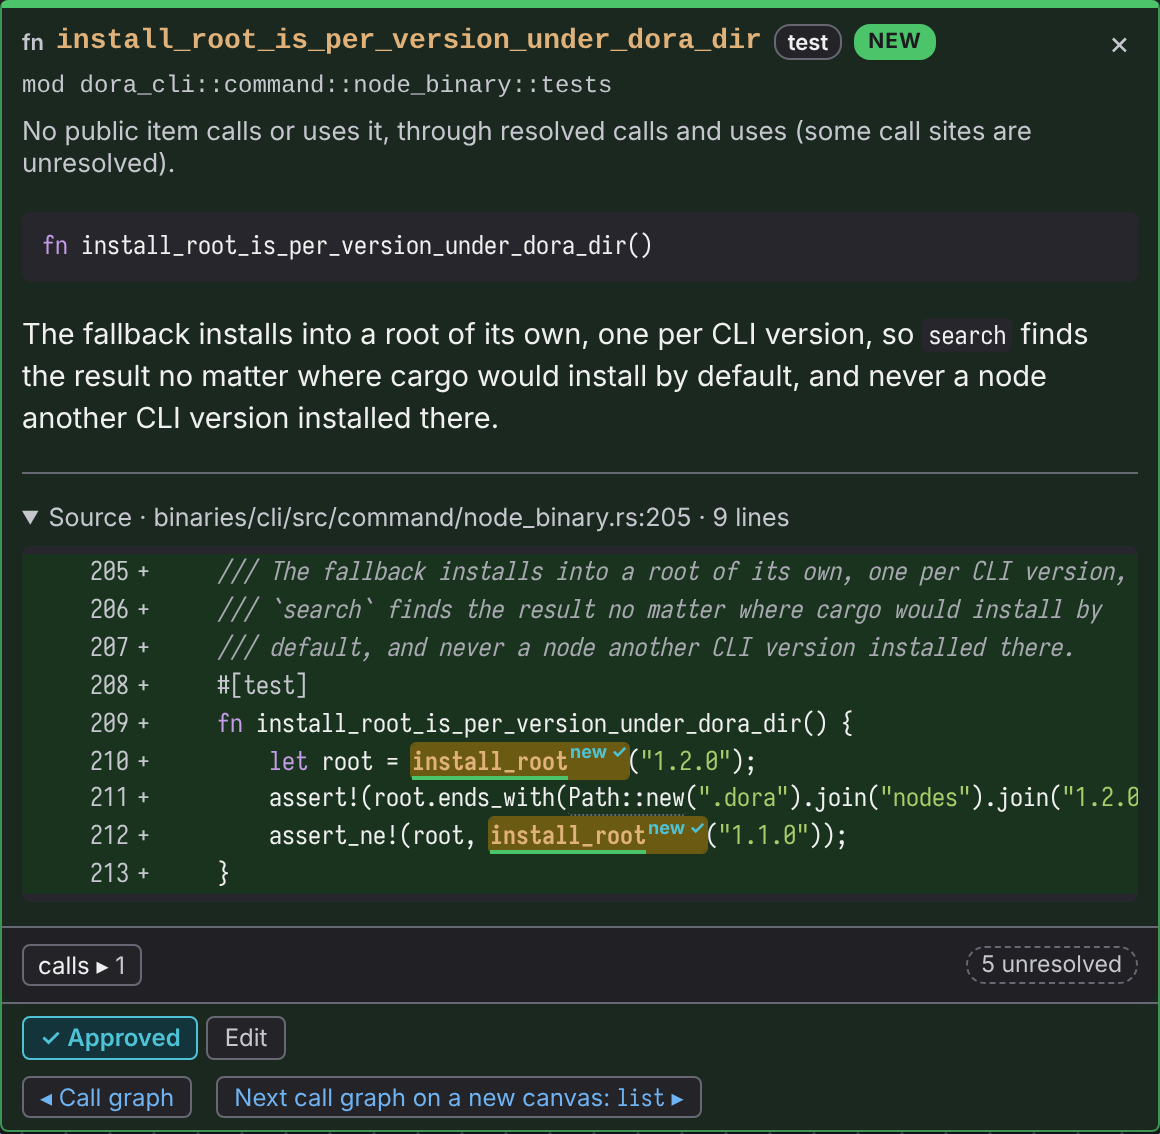 fn install_root_is_per_version_under_dora_dir test NEW ×
mod dora_cli::command::node_binary::tests
No public item calls or uses it, through resolved calls and uses (some call sites are
unresolved).
fn install_root_is_per_version_under_dora_dir()
The fallback installs into a root of its own, one per CLI version, so search finds
the result no matter where cargo would install by default, and never a node
another CLI version installed there.
▼ Source · binaries/cli/src/command/node_binary.rs:205 · 9 lines
205 + /// The fallback installs into a root of its own, one per CLI version,
206 + /// `search` finds the result no matter where cargo would install by
207 + /// default, and never a node another CLI version installed there.
208 + #[test]
209 + fn install_root_is_per_version_under_dora_dir() {
210 + let root = install_root new ✓("1.2.0");
211 + assert!(root.ends_with(Path::new(".dora").join("nodes").join("1.2.0
212 + assert_ne!(root, install_root new ✓("1.1.0"));
213 + }
calls ▸ 1 5 unresolved
✓ Approved Edit
◂ Call graph Next call graph on a new canvas: list ▸